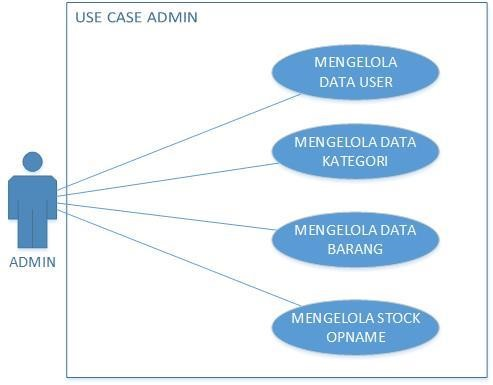 USE CASE ADMIN
MENGELOLA
DATA USER
MENGELOLA DATA
KATEGORI
MENGELOLA DATA
BARANG
MENGELOLA STOCK
OPNAME
ADMIN